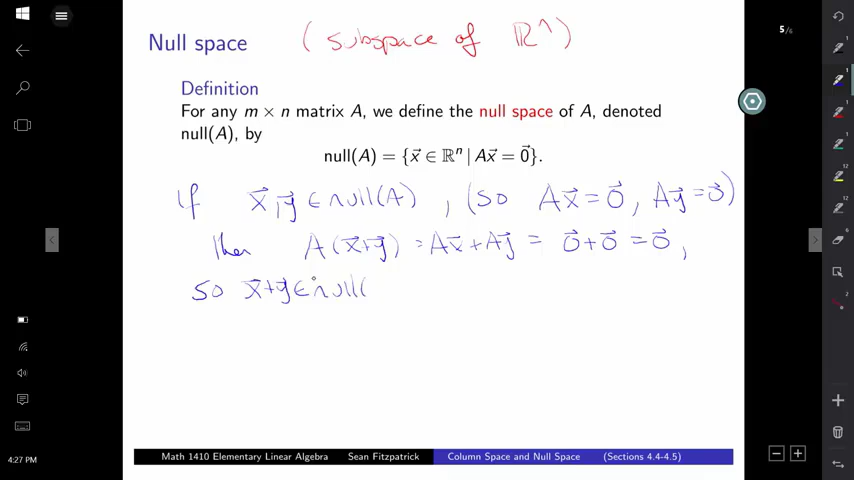 Null space (subspace of ℝ^n)
5/6
Definition
For any m × n matrix A, we define the null space of A, denoted
null(A), by
null(A) = {x⃗ ∈ ℝⁿ | Ax⃗ = 0⃗}.
If x⃗, y⃗ ∈ null(A), (so Ax⃗ = 0⃗, Ay⃗ = 0⃗)
then A(x⃗+y⃗) = Ax⃗ + Ay⃗ = 0⃗ + 0⃗ = 0⃗,
so x⃗+y⃗ ∈ null(
4:27 PM
Math 1410 Elementary Linear Algebra Sean Fitzpatrick Column Space and Null Space (Sections 4.4-4.5)